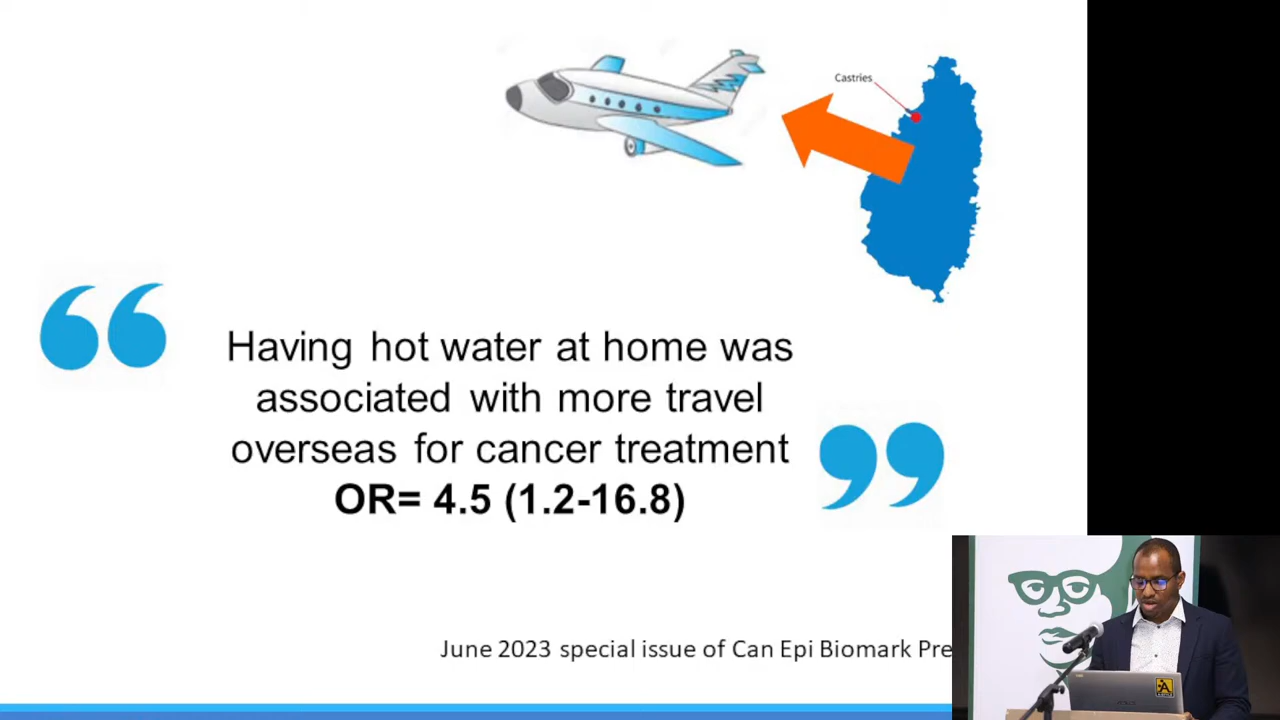 Castries
“
Having hot water at home was
associated with more travel
overseas for cancer treatment
OR= 4.5 (1.2-16.8)
”
June 2023 special issue of Can Epi Biomark Pre